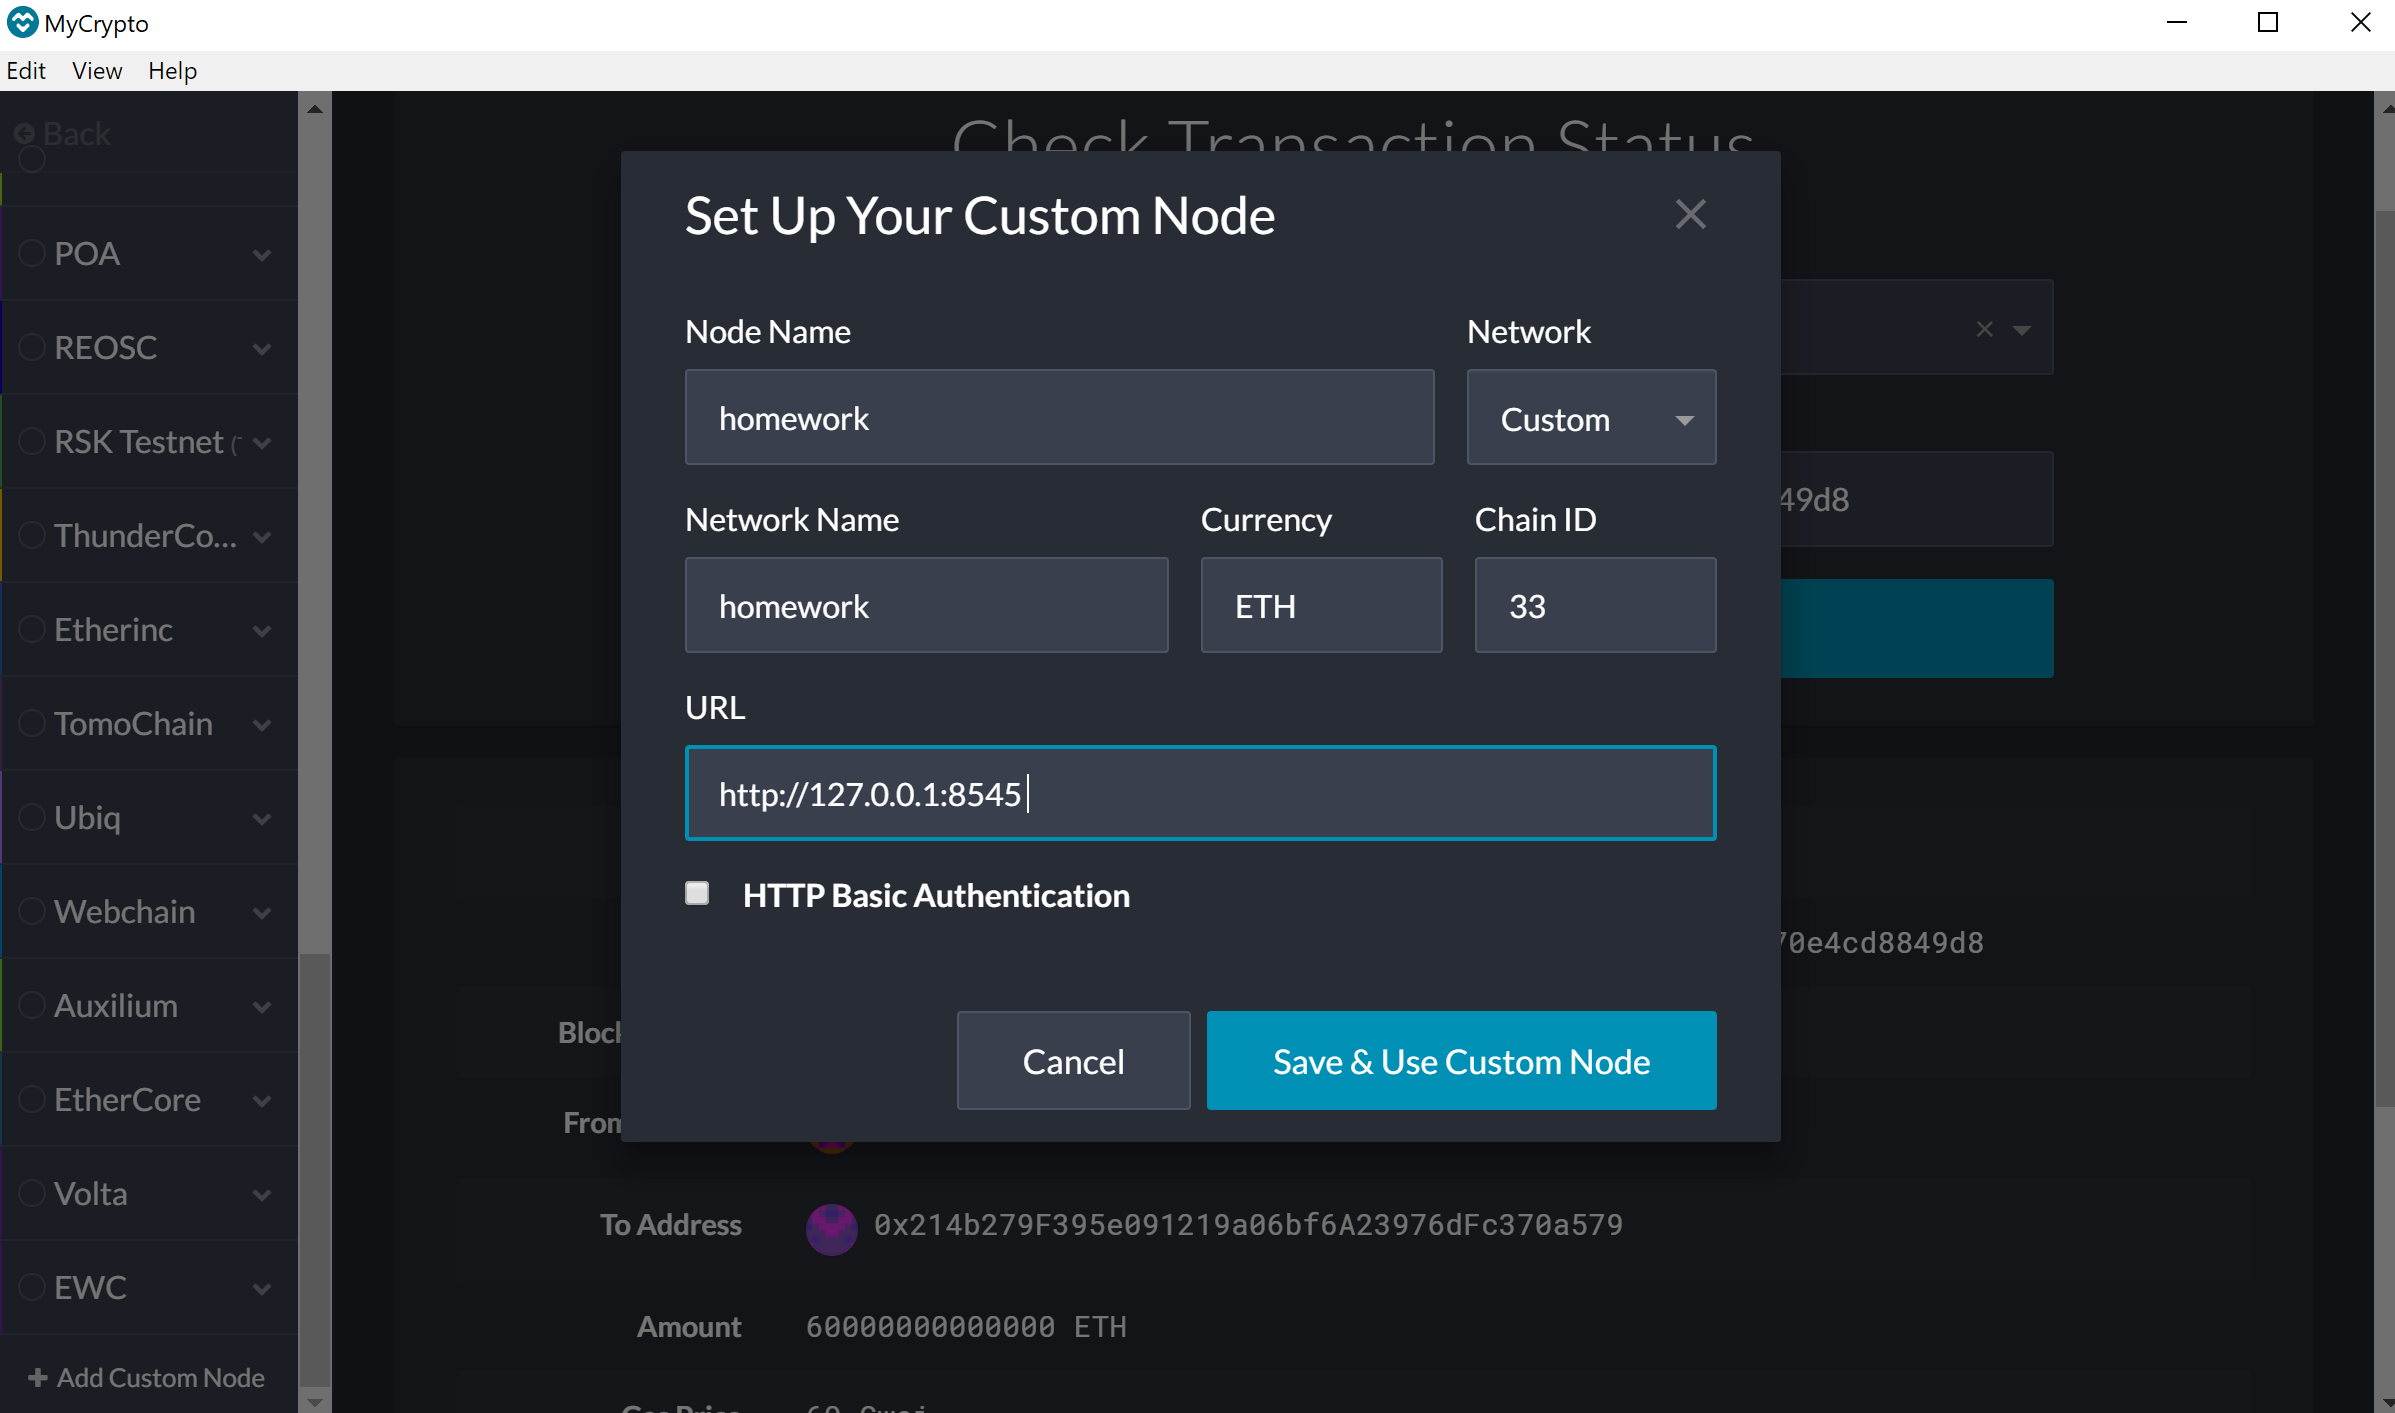 MyCrypto
Edit View Help
Back
POA
REOSC
RSK Testnet (
ThunderCo...
Etherinc
TomoChain
Ubiq
Webchain
Auxilium
EtherCore
Volta
EWC
Add Custom Node
Check Transaction Status
Set Up Your Custom Node
Node Name
Network
homework
Custom
Network Name
Currency
Chain ID
homework
ETH
33
URL
http://127.0.0.1:8545
HTTP Basic Authentication
Cancel
Save & Use Custom Node
49d8
70e4cd8849d8
Block
From
To Address
0x214b279F395e091219a06bf6A23976dFc370a579
Amount
60000000000000 ETH
Gas Price